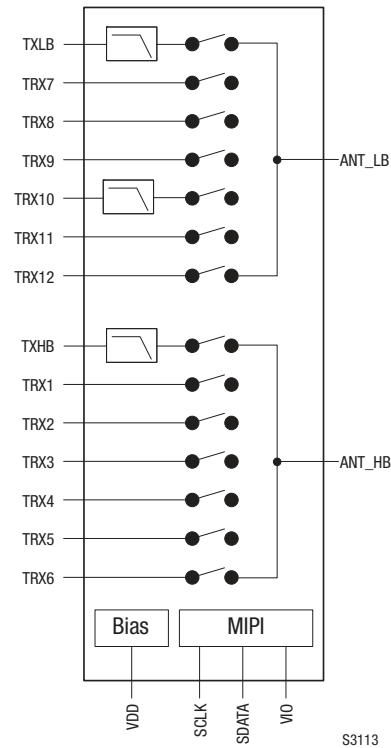 TXLB
TRX7
TRX8
TRX9
ANT_LB
TRX10
TRX11
TRX12
TXHB
TRX1
TRX2
TRX3
ANT_HB
TRX4
TRX5
TRX6
Bias
MIPI
VDD
SCLK
SDATA
VIO
S3113